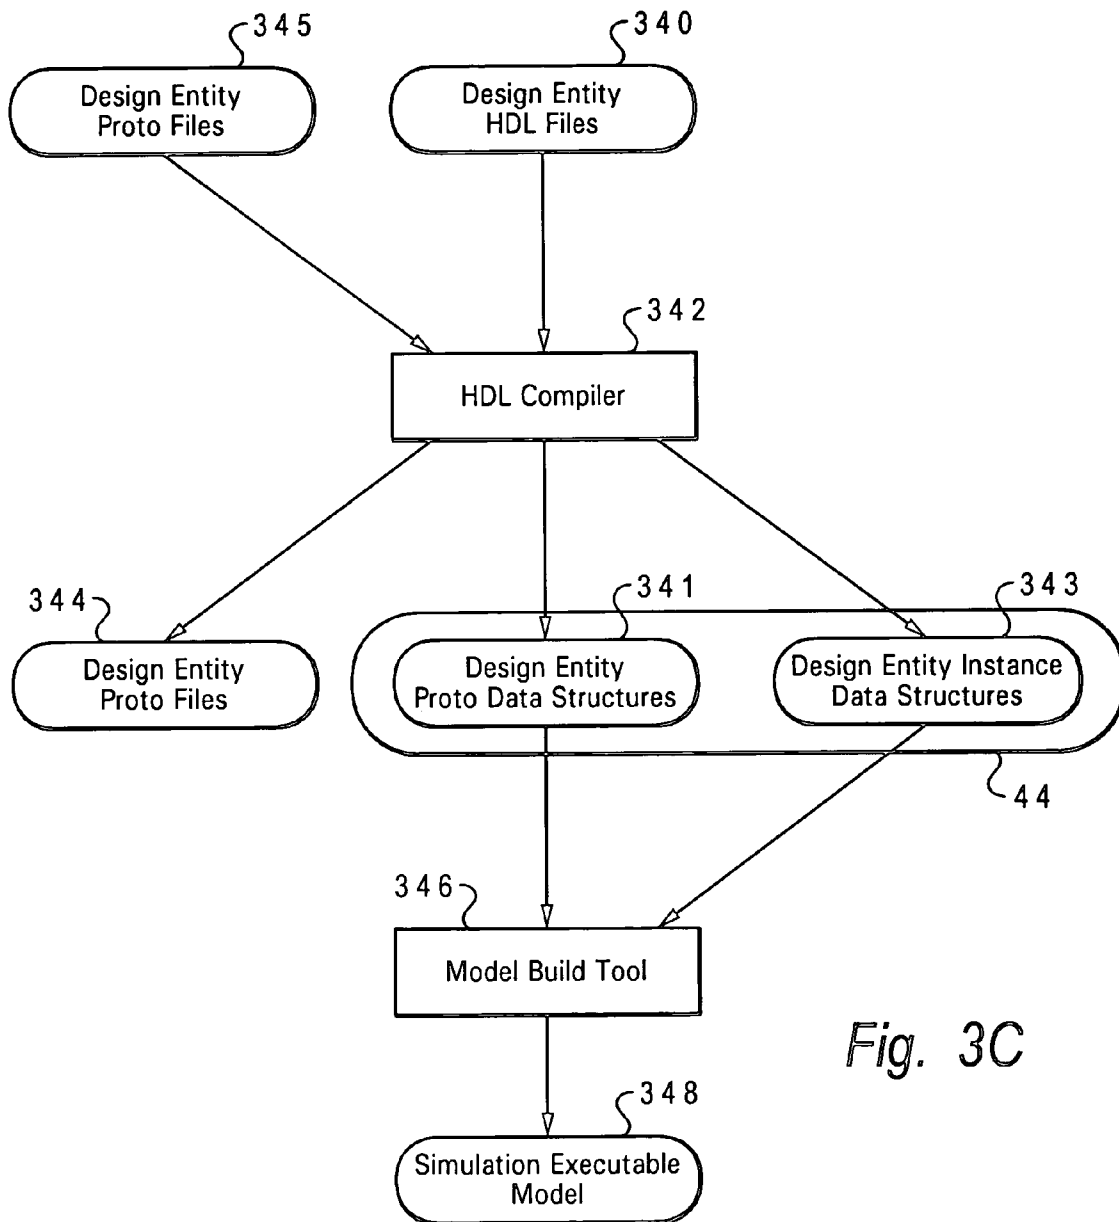 345
340
Design Entity
Proto Files
Design Entity
HDL Files
342
HDL Compiler
344
341
343
Design Entity
Proto Files
Design Entity
Proto Data Structures
Design Entity Instance
Data Structures
44
346
Model Build Tool
Fig. 3C
348
Simulation Executable
Model